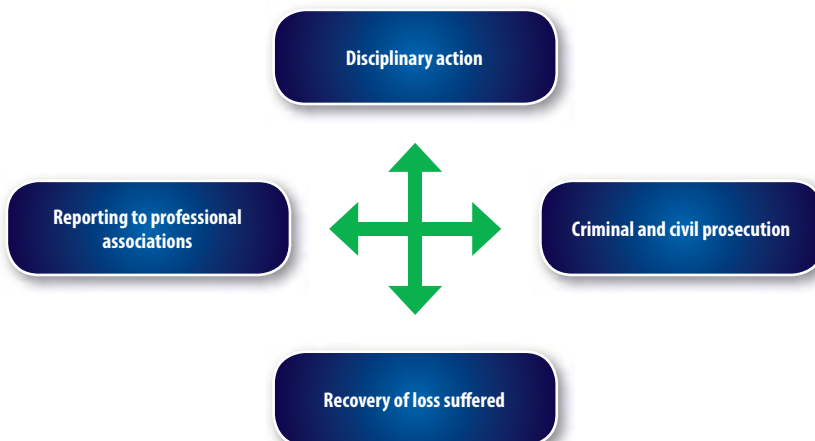 Disciplinary action
Reporting to professional
associations
Criminal and civil prosecution
Recovery of loss suffered